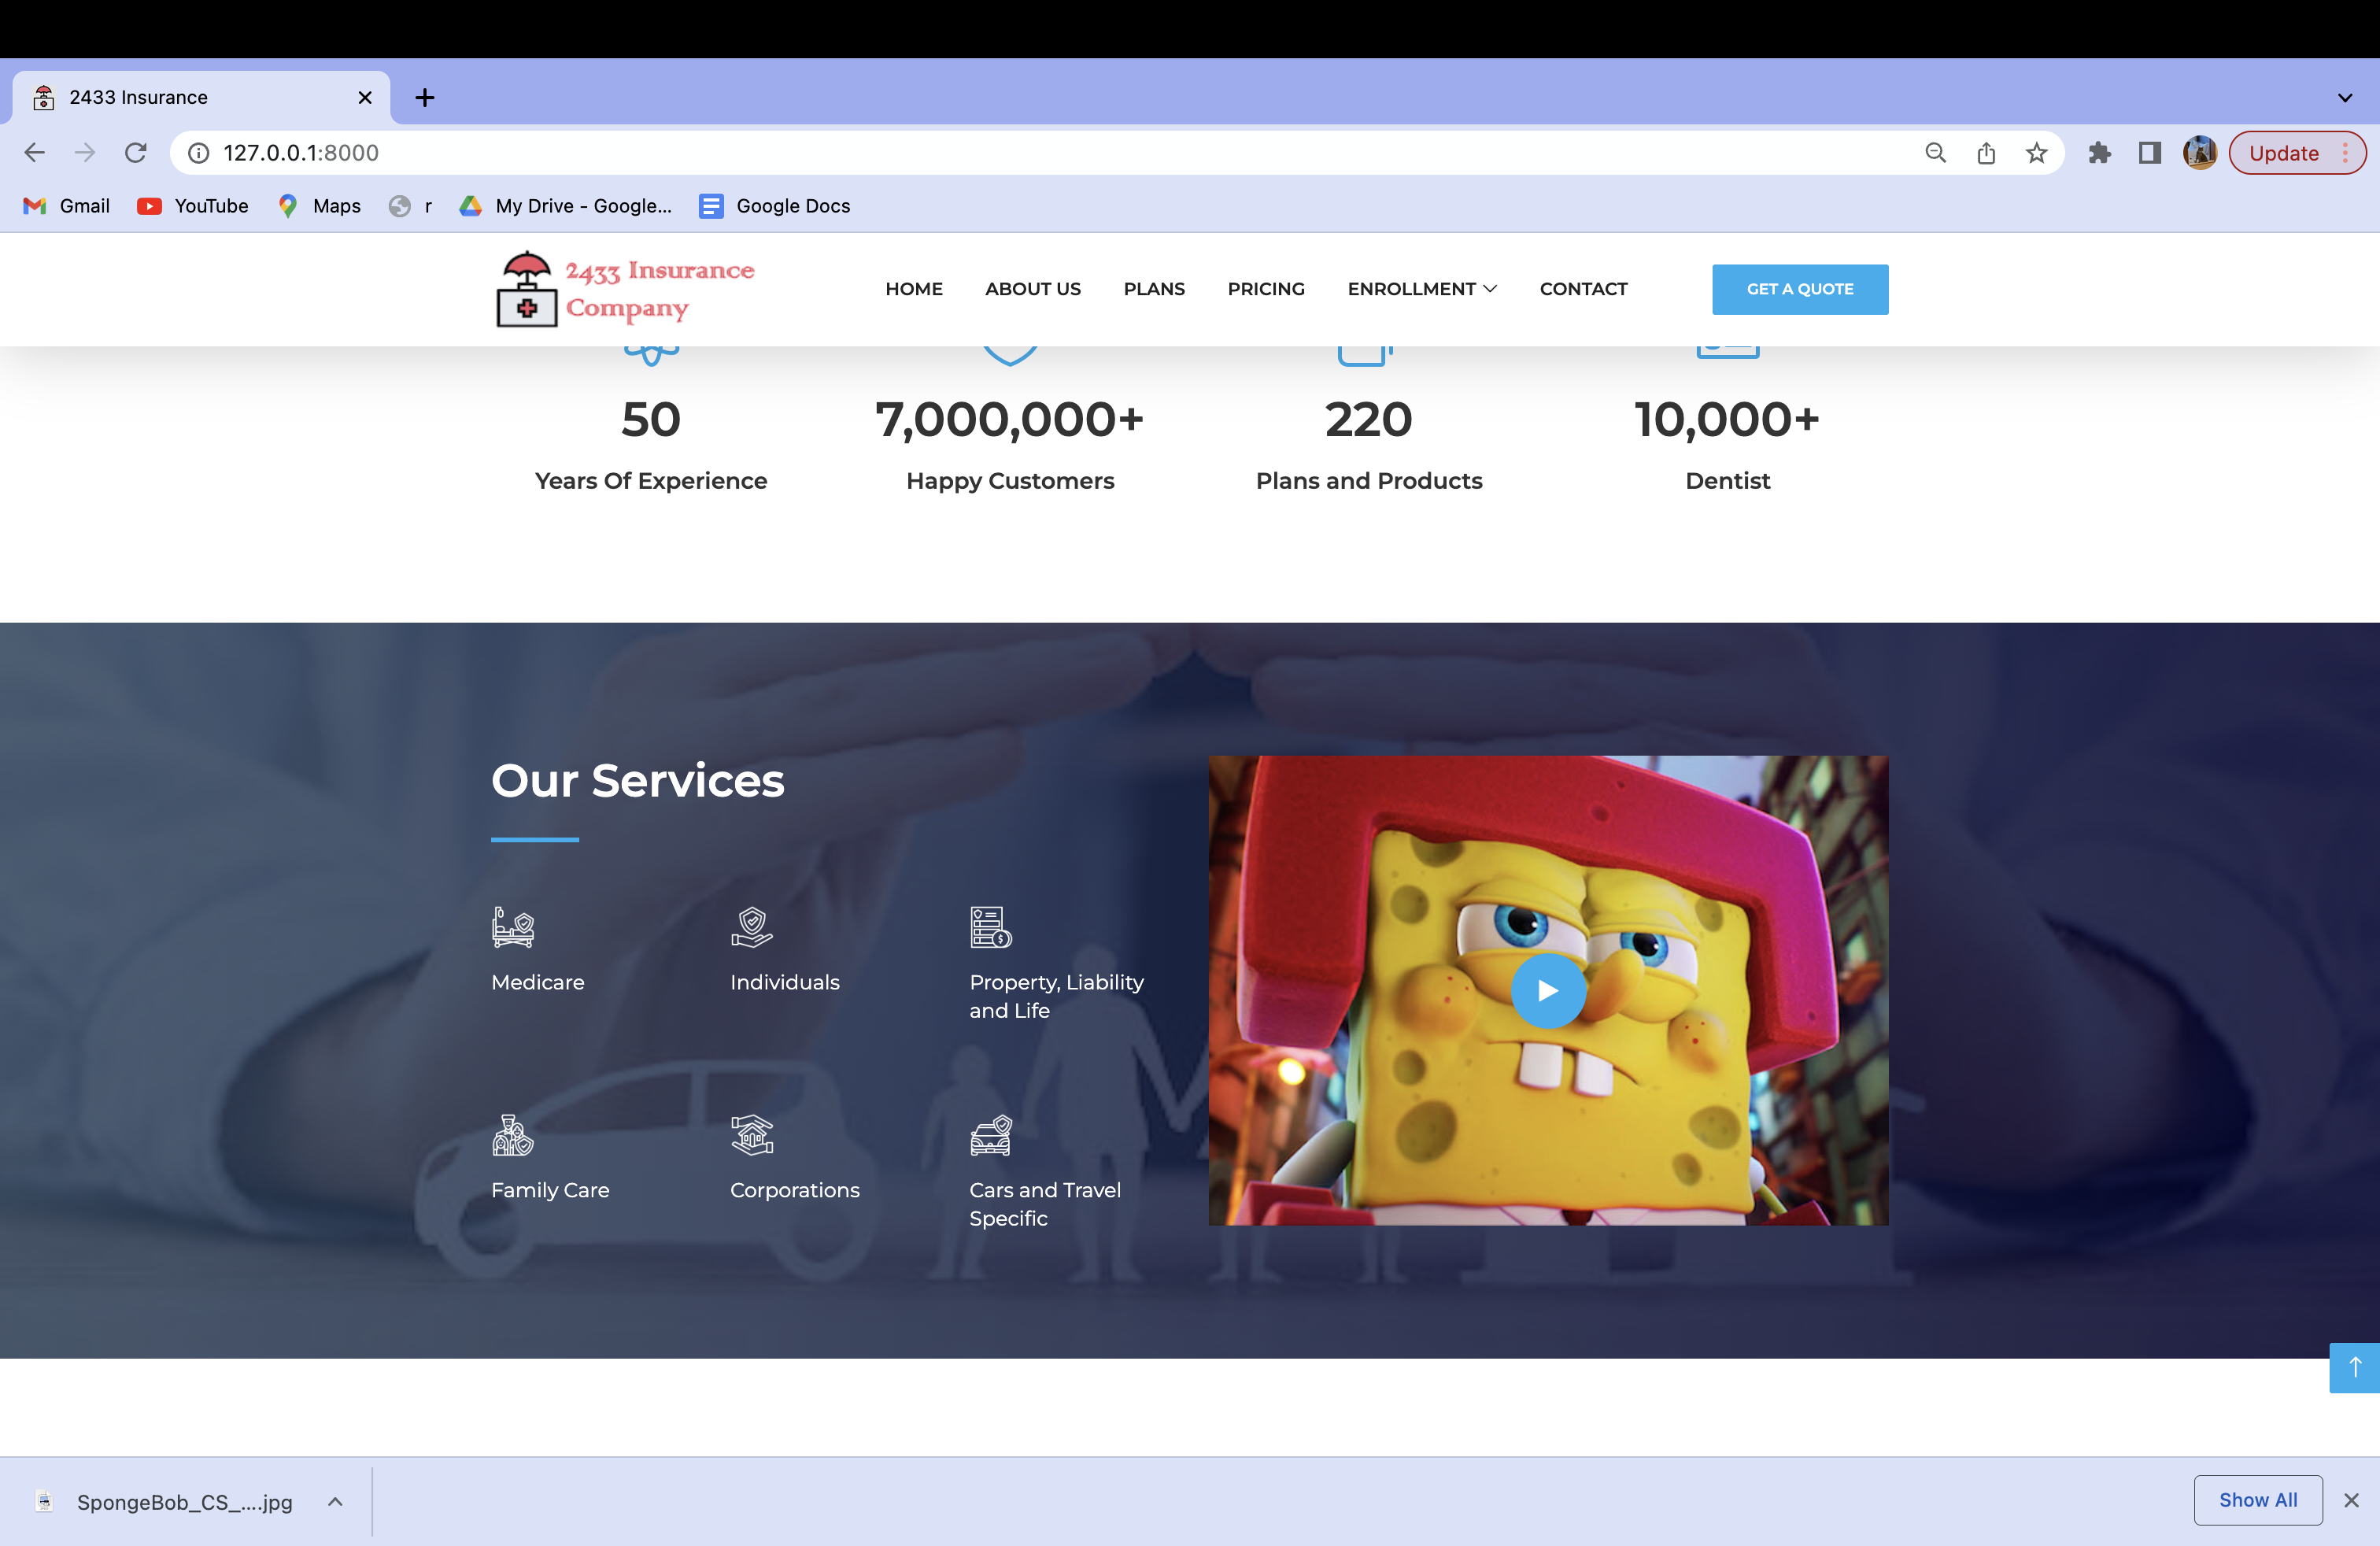 2433 Insurance
127.0.0.1:8000
Update
Gmail
YouTube
Maps
r
My Drive - Google...
Google Docs
2433 Insurance
Company
HOME
ABOUT US
PLANS
PRICING
ENROLLMENT
CONTACT
GET A QUOTE
50
Years Of Experience
7,000,000+
Happy Customers
220
Plans and Products
10,000+
Dentist
Our Services
Medicare
Individuals
Property, Liability
and Life
Family Care
Corporations
Cars and Travel
Specific
SpongeBob_CS_....jpg
Show All